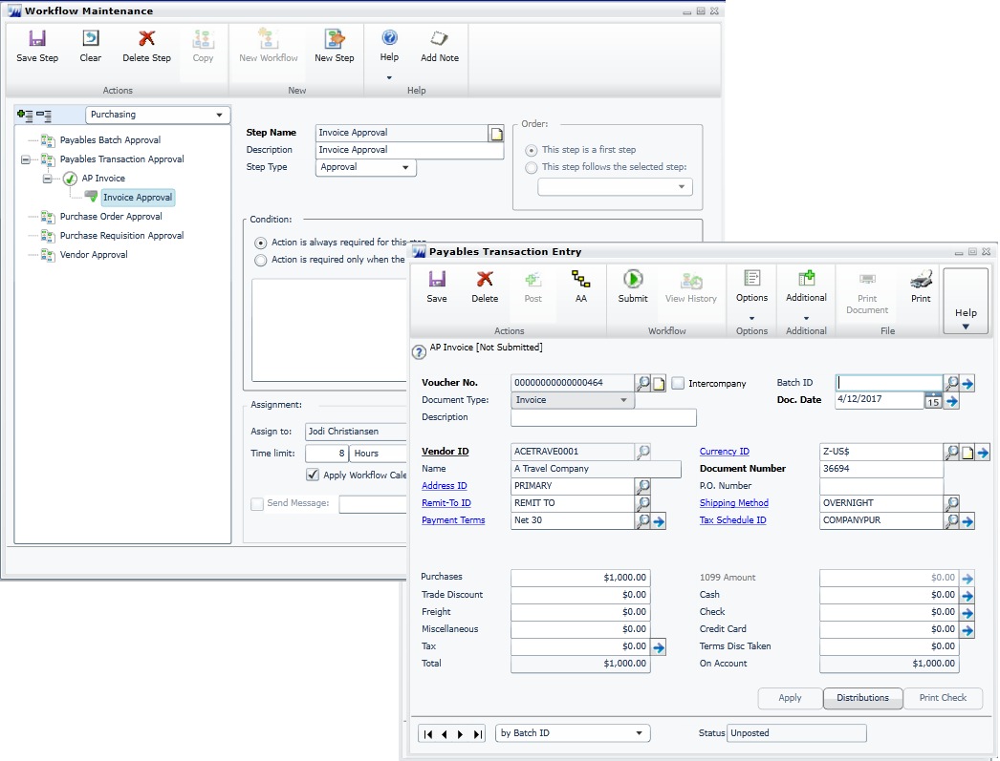 Workflow Maintenance
Save Step
Clear
Delete Step
Copy
New Workflow
New Step
Help
Add Note
Actions
New
Help
Purchasing
Payables Batch Approval
Payables Transaction Approval
AP Invoice
Invoice Approval
Purchase Order Approval
Purchase Requisition Approval
Vendor Approval
Step Name
Invoice Approval
Description
Invoice Approval
Step Type
Approval
Order:
This step is a first step
This step follows the selected step:
Condition:
Action is always required for this step
Action is required only when the
Assignment:
Assign to:
Jodi Christiansen
Time limit:
8
Hours
Apply Workflow Cale
Send Message:
Payables Transaction Entry
Save
Delete
Post
AA
Submit
View History
Options
Additional
Print Document
Print
Help
Actions
Workflow
Options
Additional
File
AP Invoice [Not Submitted]
Voucher No.
00000000000000464
Intercompany
Batch ID
Document Type:
Invoice
Doc. Date
4/12/2017
15
Description
Vendor ID
ACETRAVE0001
Currency ID
Z-US$
Name
A Travel Company
Document Number
36694
Address ID
PRIMARY
P.O. Number
Remit-To ID
REMIT TO
Shipping Method
OVERNIGHT
Payment Terms
Net 30
Tax Schedule ID
COMPANYPUR
Purchases
$1,000.00
1099 Amount
$0.00
Trade Discount
$0.00
Cash
$0.00
Freight
$0.00
Check
$0.00
Miscellaneous
$0.00
Credit Card
$0.00
Tax
$0.00
Terms Disc Taken
$0.00
Total
$1,000.00
On Account
$1,000.00
Apply
Distributions
Print Check
by Batch ID
Status
Unposted